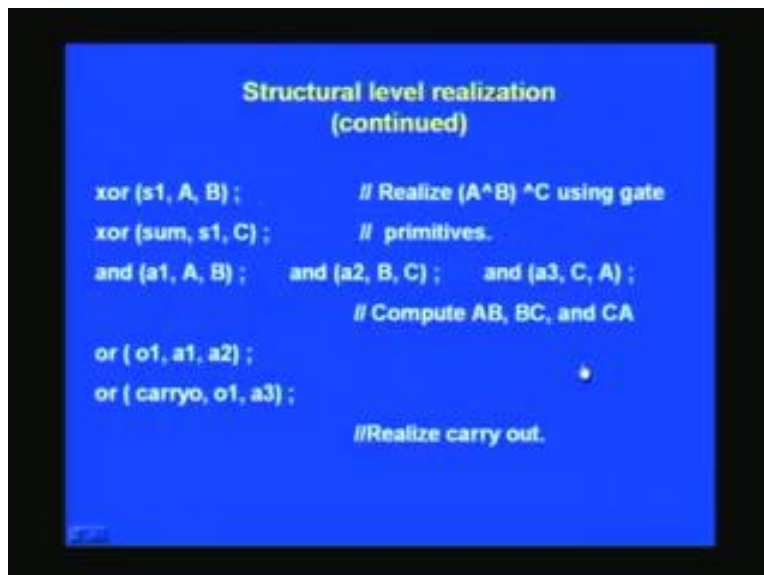 Structural level realization
(continued)
xor (s1, A, B) ; // Realize (A^B) ^C using gate
xor (sum, s1, C) ; // primitives.
and (a1, A, B) ; and (a2, B, C) ; and (a3, C, A) ;
// Compute AB, BC, and CA
or ( o1, a1, a2) ;
or ( carryo, o1, a3) ;
//Realize carry out.